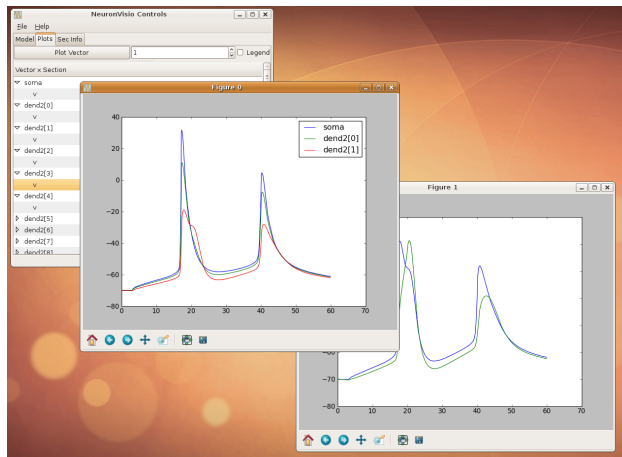 NeuronVisio Controls
File Help
Model Plots Sec Info
Plot Vector 1 Legend
Vector x Section
soma
v
dend2[0]
v
dend2[1]
v
dend2[2]
v
dend2[3]
v
dend2[4]
v
dend2[5]
dend2[6]
dend2[7]
dend2[8]
Figure 0
40
20
0
−20
−40
−60
−80
0 10 20 30 40 50 60 70
soma
dend2[0]
dend2[1]
Figure 1
−70
−80
0 10 20 30 40 50 60 70